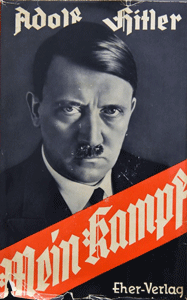 Adolf Hitler
Mein Kampf
Eher-Verlag